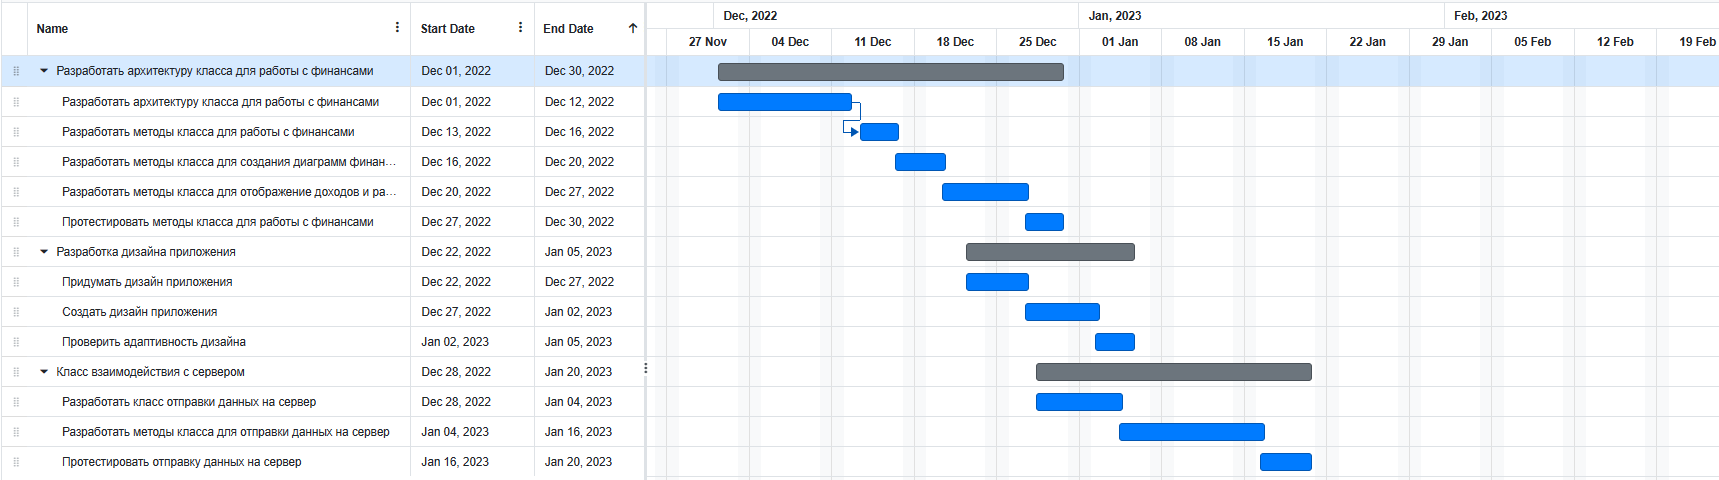 Name Start Date End Date
Dec, 2022 Jan, 2023 Feb, 2023
27 Nov 04 Dec 11 Dec 18 Dec 25 Dec 01 Jan 08 Jan 15 Jan 22 Jan 29 Jan 05 Feb 12 Feb 19 Feb
Разработать архитектуру класса для работы с финансами Dec 01, 2022 Dec 30, 2022
Разработать архитектуру класса для работы с финансами Dec 01, 2022 Dec 12, 2022
Разработать методы класса для работы с финансами Dec 13, 2022 Dec 16, 2022
Разработать методы класса для создания диаграмм финан... Dec 16, 2022 Dec 20, 2022
Разработать методы класса для отображение доходов и ра... Dec 20, 2022 Dec 27, 2022
Протестировать методы класса для работы с финансами Dec 27, 2022 Dec 30, 2022
Разработка дизайна приложения Dec 22, 2022 Jan 05, 2023
Придумать дизайн приложения Dec 22, 2022 Dec 27, 2022
Создать дизайн приложения Dec 27, 2022 Jan 02, 2023
Проверить адаптивность дизайна Jan 02, 2023 Jan 05, 2023
Класс взаимодействия с сервером Dec 28, 2022 Jan 20, 2023
Разработать класс отправки данных на сервер Dec 28, 2022 Jan 04, 2023
Разработать методы класса для отправки данных на сервер Jan 04, 2023 Jan 16, 2023
Протестировать отправку данных на сервер Jan 16, 2023 Jan 20, 2023